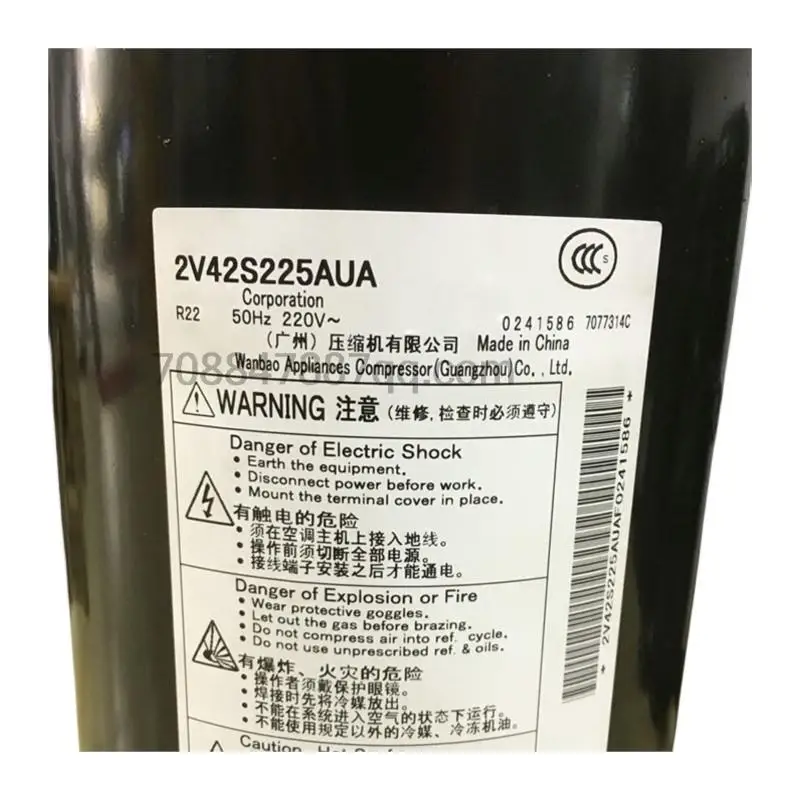 2V42S225AUA
Corporation
R22 50Hz 220V~
CCC S
0241586 7077314C
(广州) 压缩机有限公司 Made in China
Wanbao Appliances Compressor(Guangzhou)Co., Ltd.
708847887qq.com
WARNING 注意 (维修,检查时必须遵守)
Danger of Electric Shock
• Earth the equipment.
• Disconnect power before work.
• Mount the terminal cover in place.
有触电的危险
• 须在空调主机上接入地线。
• 操作前须切断全部电源。
• 接线端子安装之后才能通电。
Danger of Explosion or Fire
• Wear protective goggles.
• Let out the gas before brazing.
• Do not compress air into ref. cycle.
• Do not use unprescribed ref. & oils.
有爆炸、火灾的危险
• 操作者须戴保护眼镜。
• 焊接时先将冷媒放出。
• 不能在系统进入空气的状态下运行。
• 不能使用规定以外的冷媒、冷冻机油。
Caution, Hot
* 2V42S225AUAF0241586 *